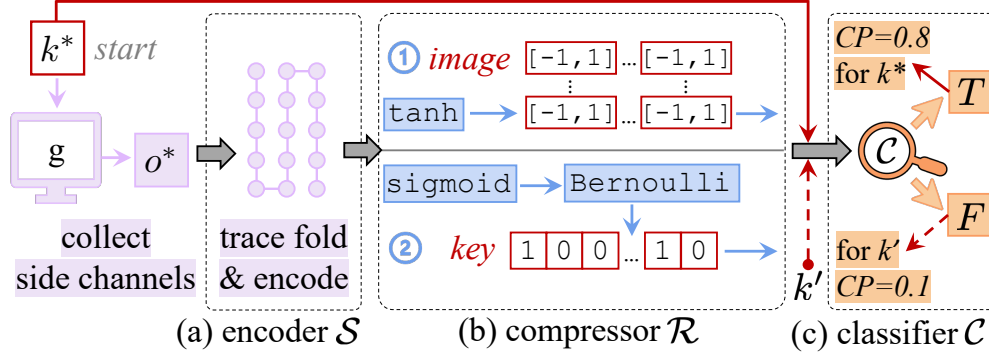 k* start
g
o*
collect
side channels
trace fold
& encode
(a) encoder S
① image [-1,1] ... [-1,1]
⋮ ⋮
tanh [-1,1] ... [-1,1]
sigmoid Bernoulli
② key 1 0 0 ... 1 0
(b) compressor R
k'
CP=0.8
for k*
T
C
F
for k'
CP=0.1
(c) classifier C